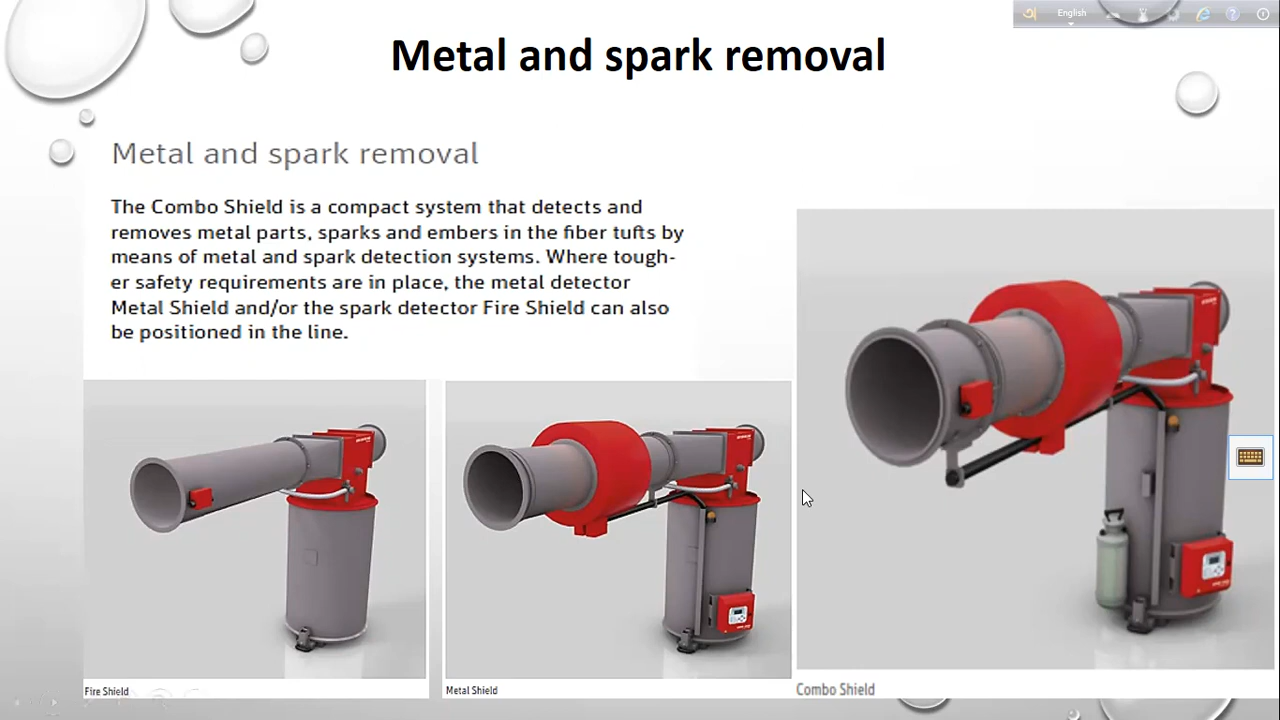 English
Metal and spark removal
Metal and spark removal
The Combo Shield is a compact system that detects and
removes metal parts, sparks and embers in the fiber tufts by
means of metal and spark detection systems. Where tough-
er safety requirements are in place, the metal detector
Metal Shield and/or the spark detector Fire Shield can also
be positioned in the line.
Fire Shield
Metal Shield
Combo Shield